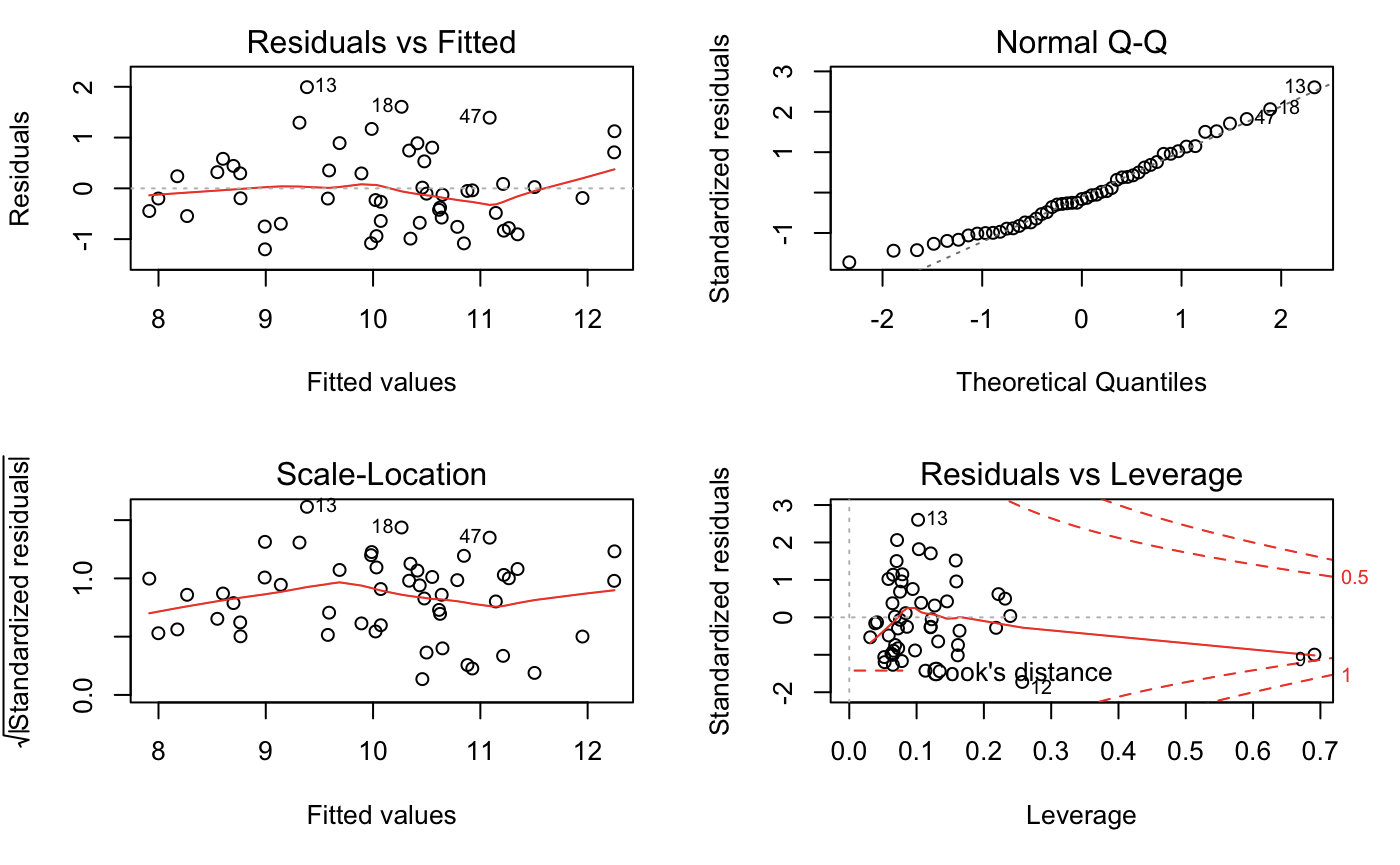 Residuals vs Fitted
Residuals
2
1
0
-1
13
18
47
8 9 10 11 12
Fitted values
Normal Q-Q
Standardized residuals
3
2
1
-1
13
18
47
-2 -1 0 1 2
Theoretical Quantiles
Scale-Location
√|Standardized residuals|
1.0
0.0
13
18
47
8 9 10 11 12
Fitted values
Residuals vs Leverage
Standardized residuals
3
2
1
0
-2
13
0.5
9
1
Cook's distance
12
0.0 0.1 0.2 0.3 0.4 0.5 0.6 0.7
Leverage